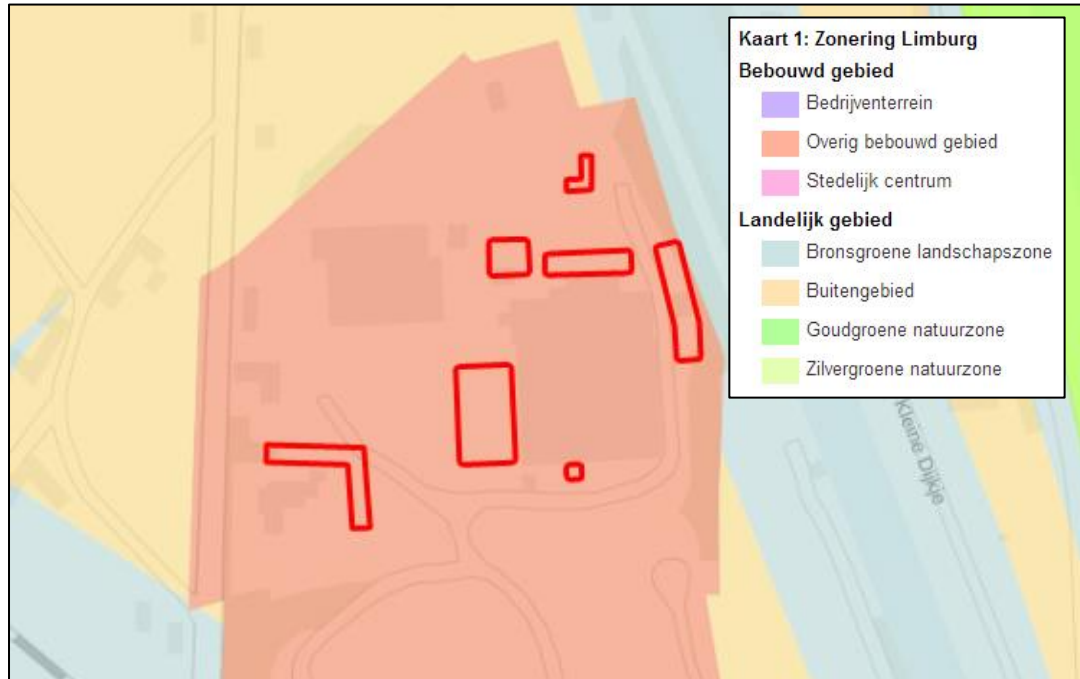 Kaart 1: Zonering Limburg
Bebouwd gebied
Bedrijventerrein
Overig bebouwd gebied
Stedelijk centrum
Landelijk gebied
Bronsgroene landschapszone
Buitengebied
Goudgroene natuurzone
Zilvergroene natuurzone
Kleine Dijkje